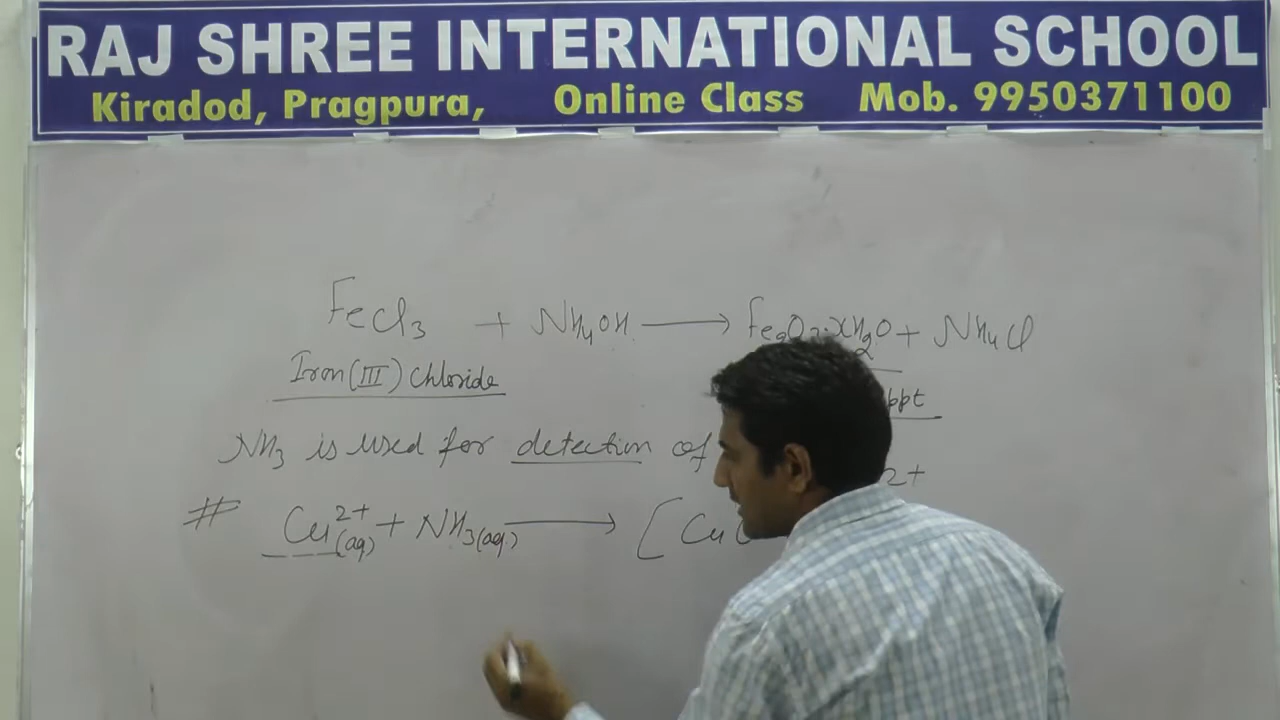 RAJ SHREE INTERNATIONAL SCHOOL
Kiradod, Pragpura, Online Class Mob. 9950371100
FeCl₃ + NH₄OH ⟶ Fe₂O₃·xH₂O + NH₄Cl
Iron(III) Chloride
ppt
NH₃ is used for detection of
2+
# Cu²⁺(aq) + NH₃(aq.) ⟶ [Cu(